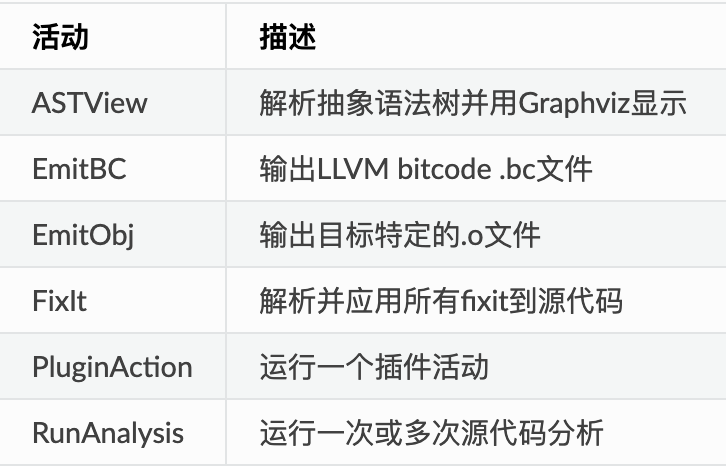 活动 描述
ASTView 解析抽象语法树并用Graphviz显示
EmitBC 输出LLVM bitcode .bc文件
EmitObj 输出目标特定的.o文件
FixIt 解析并应用所有fixit到源代码
PluginAction 运行一个插件活动
RunAnalysis 运行一次或多次源代码分析